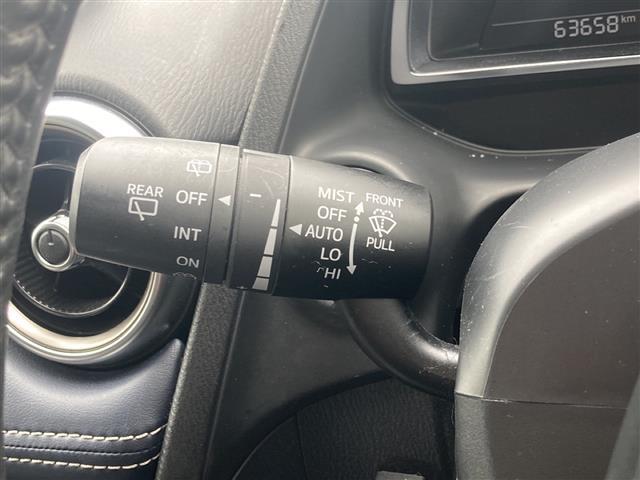 63658 km
REAR
OFF
INT
ON
MIST
OFF
AUTO
LO
HI
FRONT
PULL